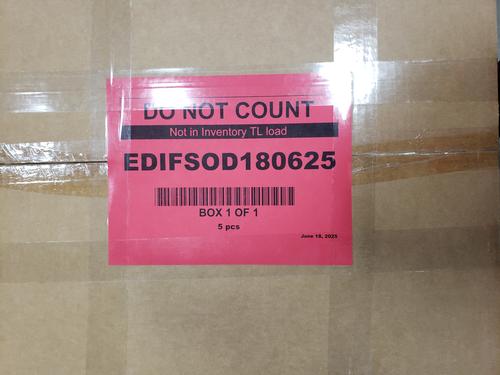 DO NOT COUNT
Not in Inventory TL load
EDIFSOD180625
BOX 1 OF 1
5 pcs
June 18, 2025